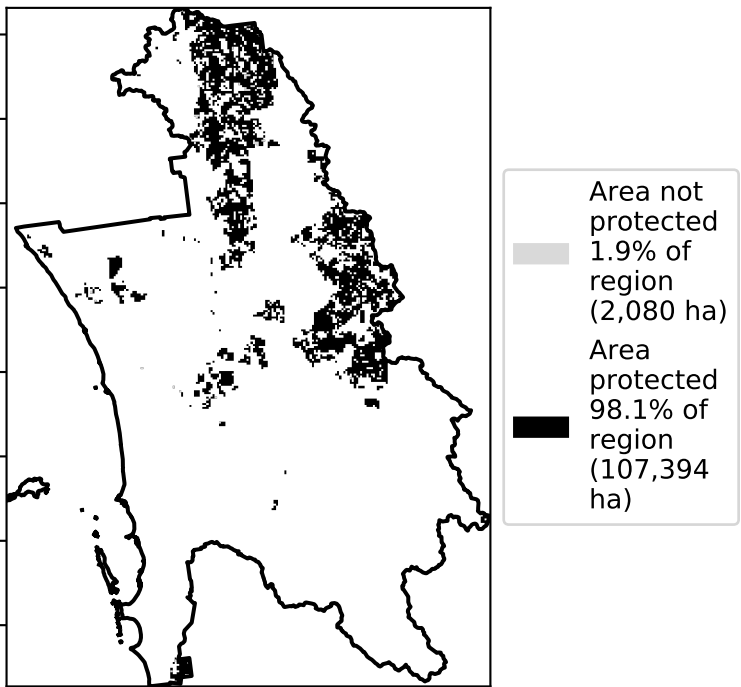 Area not
protected
1.9% of
region
(2,080 ha)
Area
protected
98.1% of
region
(107,394
ha)